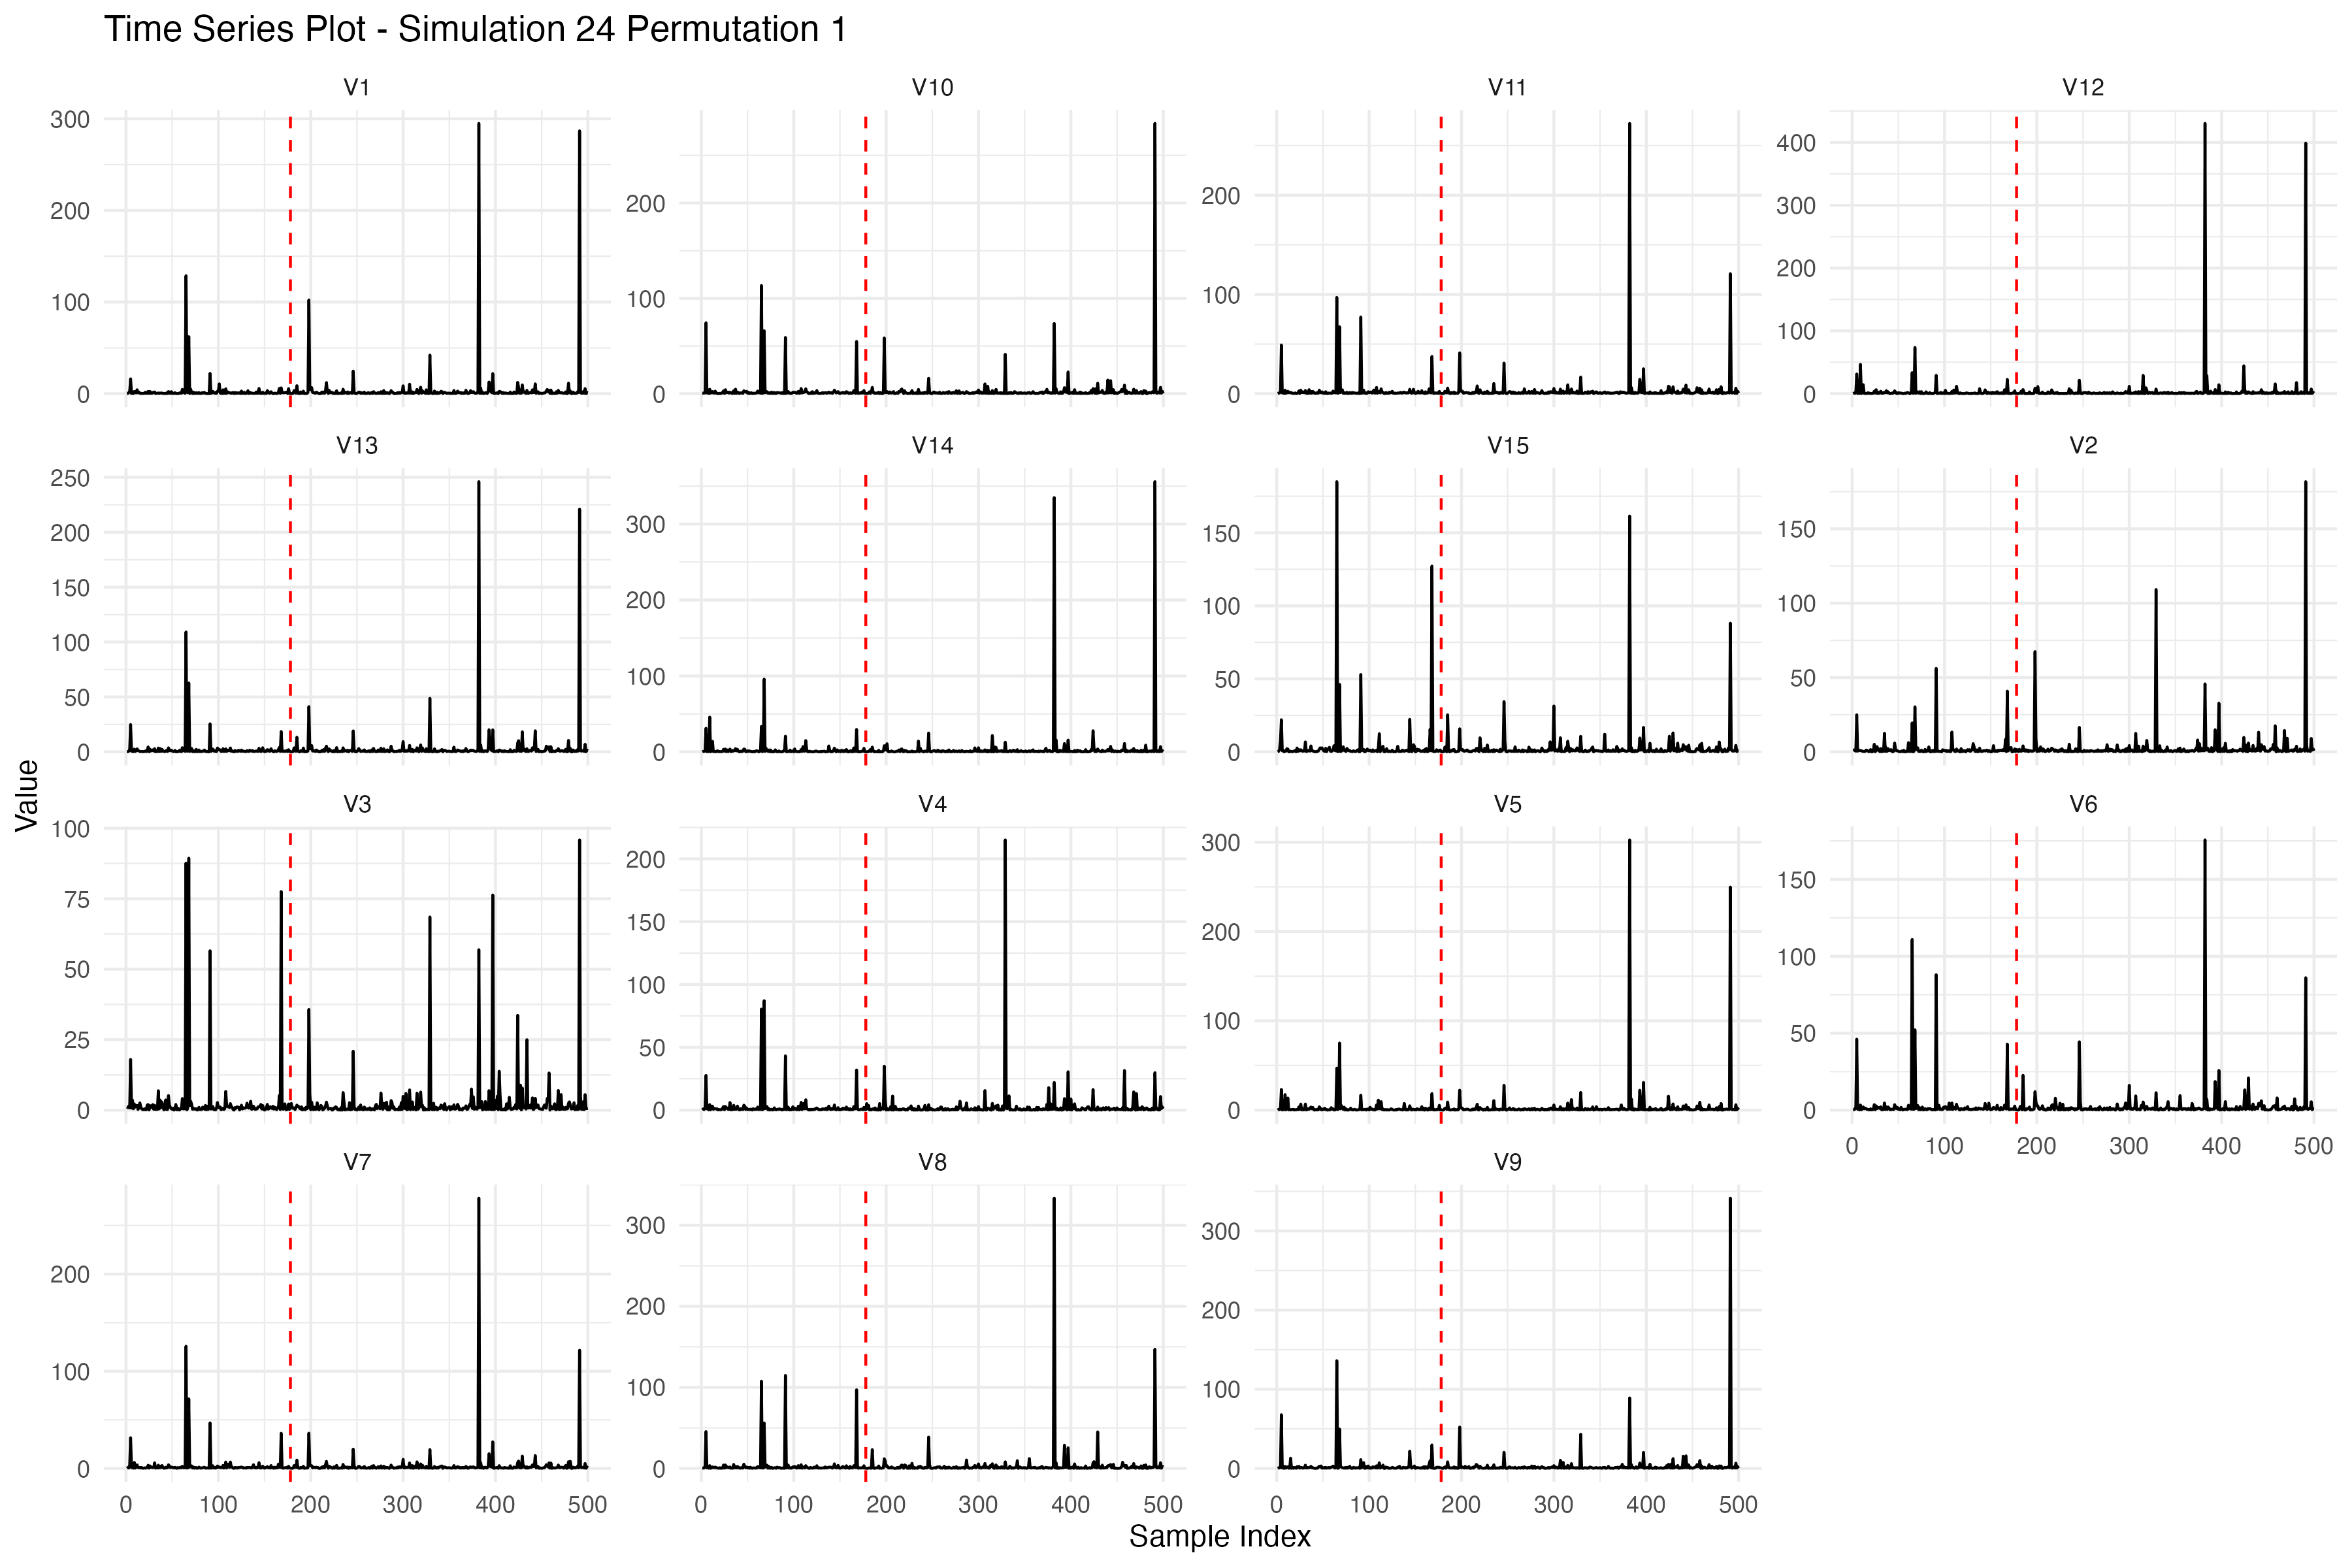 Time Series Plot - Simulation 24 Permutation 1
V1 V10 V11 V12
300 200 100 0
200 100 0
200 100 0
400 300 200 100 0
V13 V14 V15 V2
250 200 150 100 50 0
300 200 100 0
150 100 50 0
150 100 50 0
Value
V3 V4 V5 V6
100 75 50 25 0
200 150 100 50 0
300 200 100 0
150 100 50 0
0 100 200 300 400 500
V7 V8 V9
200 100 0
300 200 100 0
300 200 100 0
0 100 200 300 400 500
0 100 200 300 400 500
0 100 200 300 400 500
Sample Index